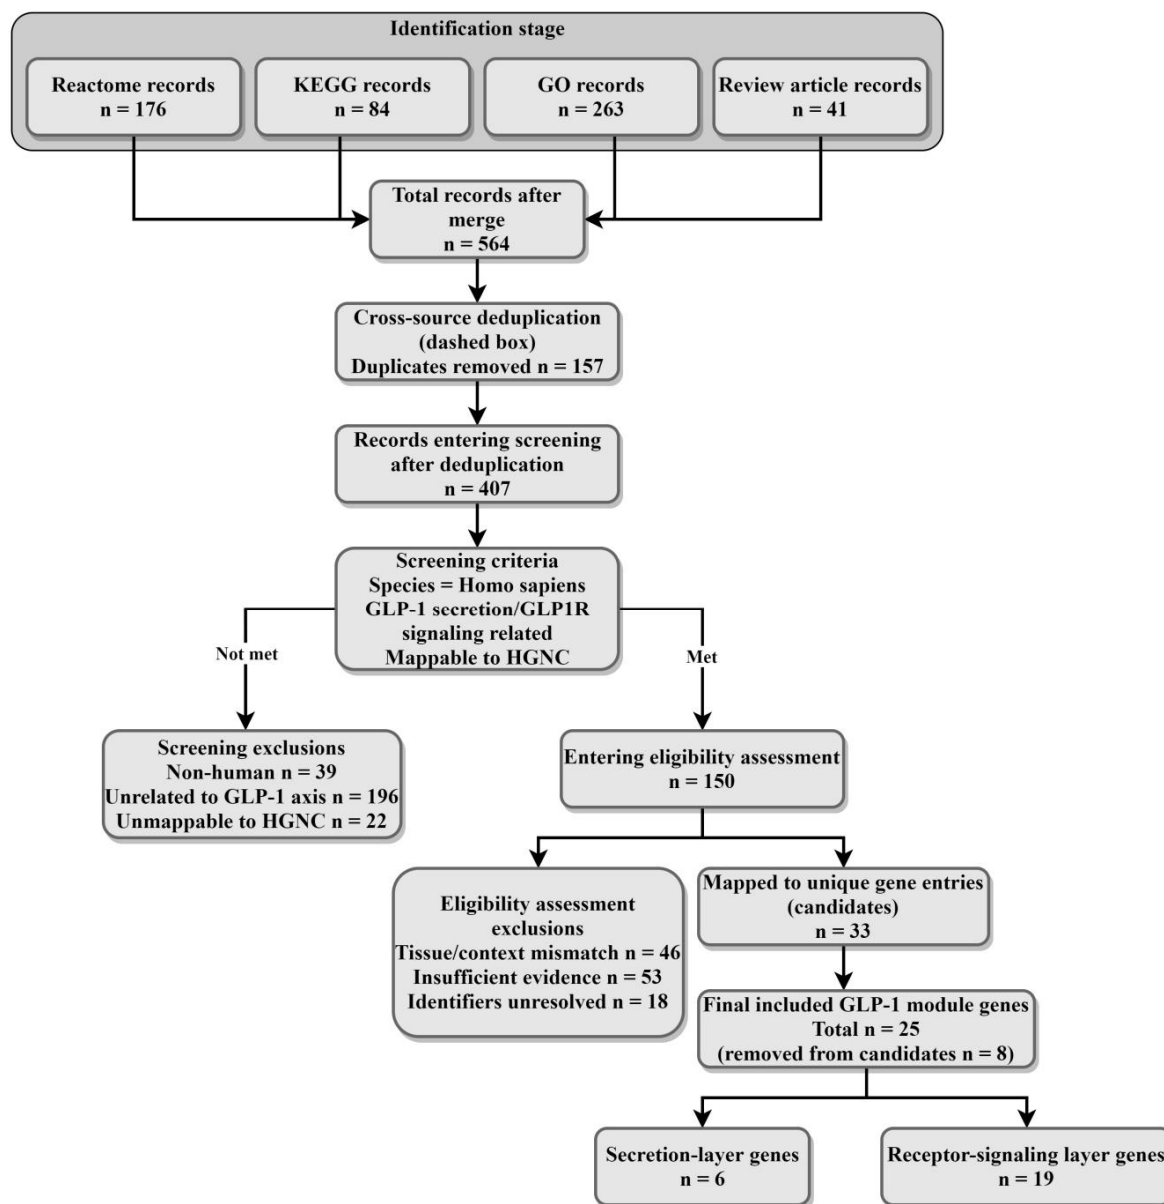 Identification stage
Reactome records
n = 176
KEGG records
n = 84
GO records
n = 263
Review article records
n = 41
Total records after
merge
n = 564
Cross-source deduplication
(dashed box)
Duplicates removed n = 157
Records entering screening
after deduplication
n = 407
Screening criteria
Species = Homo sapiens
GLP-1 secretion/GLP1R
signaling related
Mappable to HGNC
Not met
Met
Screening exclusions
Non-human n = 39
Unrelated to GLP-1 axis n = 196
Unmappable to HGNC n = 22
Entering eligibility assessment
n = 150
Eligibility assessment
exclusions
Tissue/context mismatch n = 46
Insufficient evidence n = 53
Identifiers unresolved n = 18
Mapped to unique gene entries
(candidates)
n = 33
Final included GLP-1 module genes
Total n = 25
(removed from candidates n = 8)
Secretion-layer genes
n = 6
Receptor-signaling layer genes
n = 19